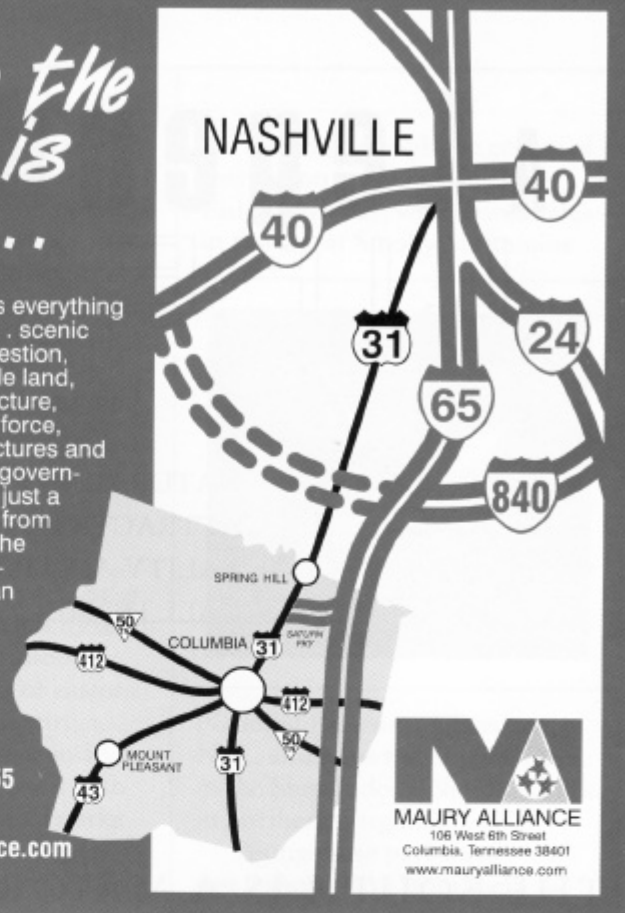 the
is
. .
s everything
. scenic
estion,
le land,
cture,
force,
ctures and
govern-
just a
from
he
-
n
5
ce.com
NASHVILLE
40
40
31
24
65
840
SPRING HILL
COLUMBIA
31
SATURN
PKY
50
412
412
50
MOUNT
PLEASANT
31
43
MAURY ALLIANCE
106 West 6th Street
Columbia, Tennessee 38401
www.mauryalliance.com